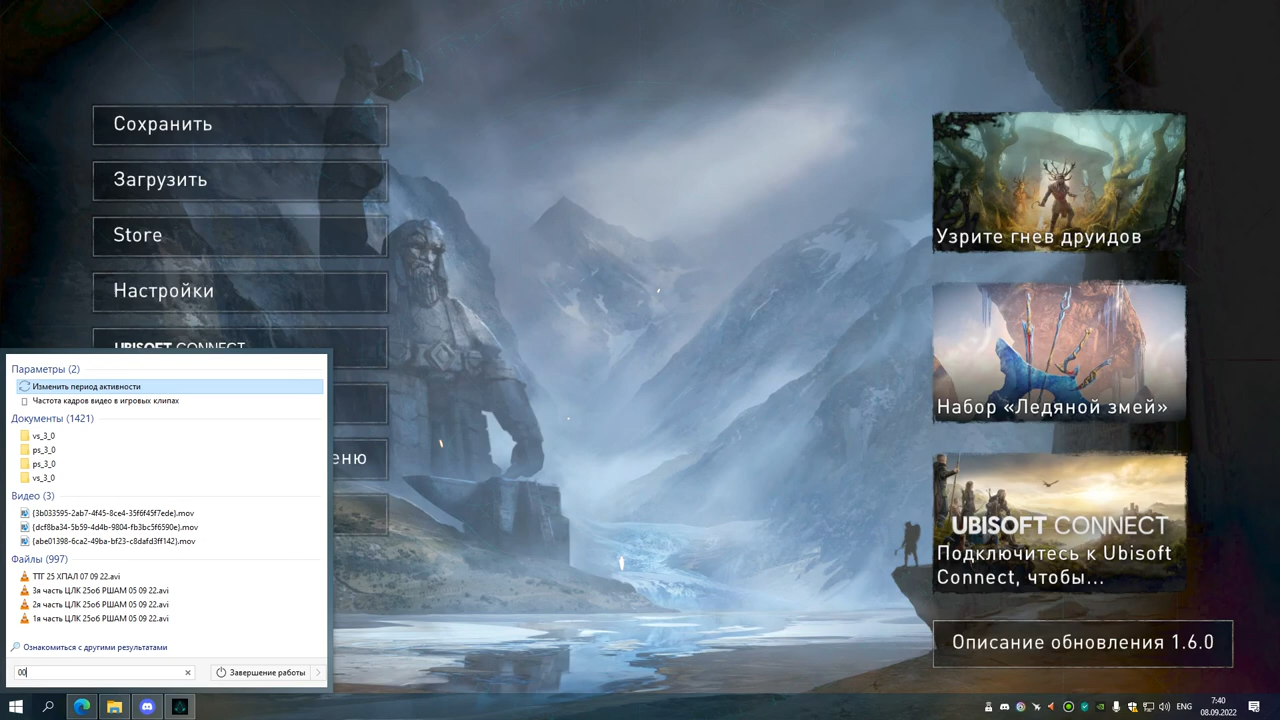 Сохранить
Загрузить
Store
Настройки
UBISOFT CONNECT
еню
Параметры (2)
Изменить период активности
Частота кадров видео в игровых клипах
Документы (1421)
vs_3_0
ps_3_0
ps_3_0
vs_3_0
Видео (3)
{3b033595-2ab7-4f45-8ce4-35f6f45f7ede}.mov
{dcf8ba34-5b59-4d4b-9804-fb3bc5f6590e}.mov
{abe01398-6ca2-49ba-bf23-c8dafd3ff142}.mov
Файлы (997)
ТТГ 25 ХПАЛ 07 09 22.avi
3я часть ЦЛК 25об РШАМ 05 09 22.avi
2я часть ЦЛК 25об РШАМ 05 09 22.avi
1я часть ЦЛК 25об РШАМ 05 09 22.avi
Ознакомиться с другими результатами
00
Завершение работы
Узрите гнев друидов
Набор «Ледяной змей»
UBISOFT CONNECT
Подключитесь к Ubisoft
Connect, чтобы...
Описание обновления 1.6.0
ENG
7:40
08.09.2022